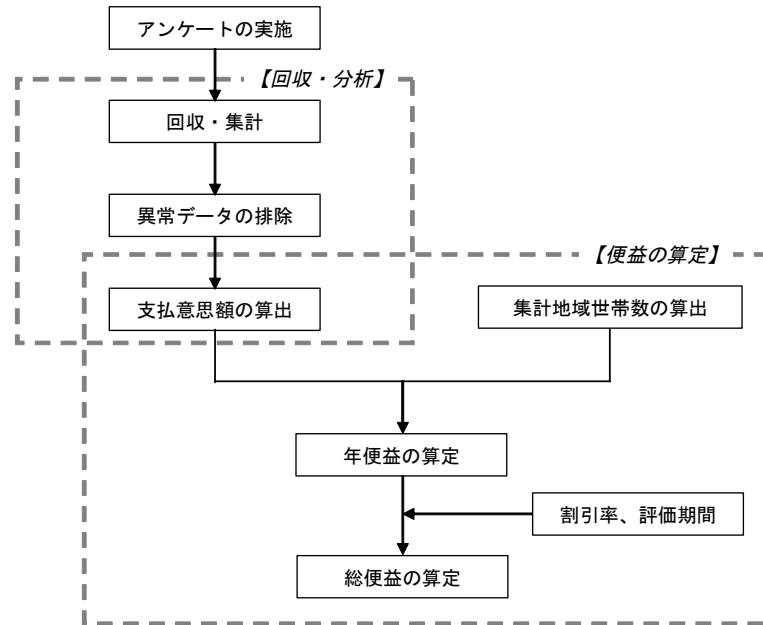 アンケートの実施
【回収・分析】
回収・集計
異常データの排除
【便益の算定】
支払意思額の算出
集計地域世帯数の算出
年便益の算定
割引率、評価期間
総便益の算定